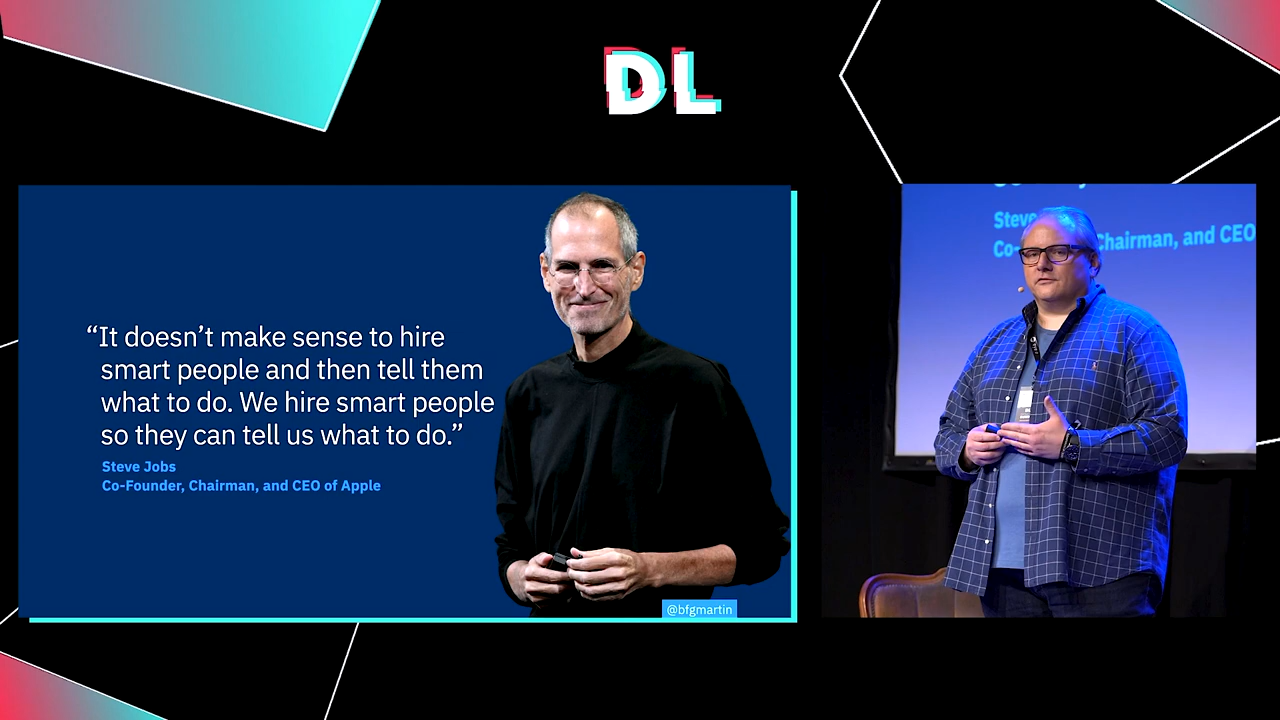 DL
“It doesn’t make sense to hire
smart people and then tell them
what to do. We hire smart people
so they can tell us what to do.”
Steve Jobs
Co-Founder, Chairman, and CEO of Apple
@bfgmartin
Steve
Co- Chairman, and CEO